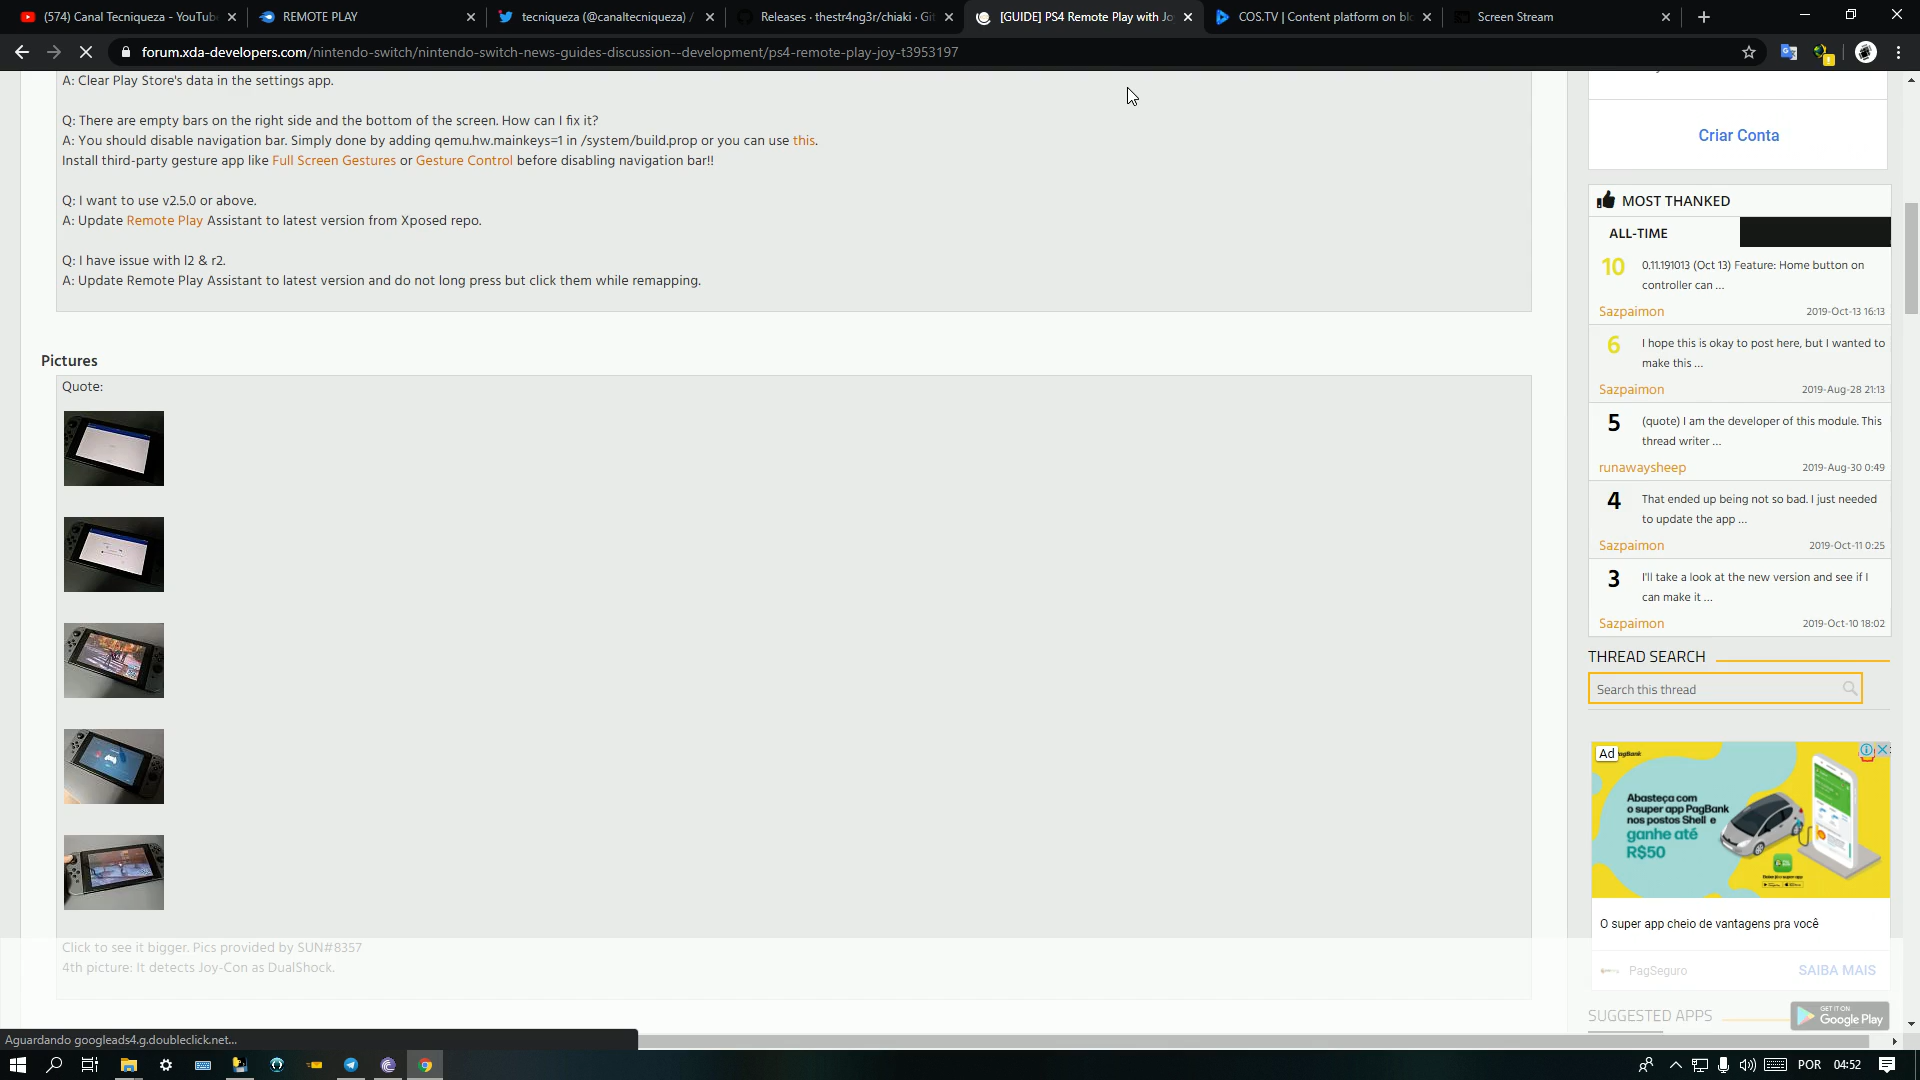 (574) Canal Tecniqueza - YouTub
REMOTE PLAY
tecniqueza (@canaltecniqueza) /
Releases · thestr4ng3r/chiaki · Git
[GUIDE] PS4 Remote Play with Jo
COS.TV | Content platform on blo
Screen Stream
forum.xda-developers.com/nintendo-switch/nintendo-switch-news-guides-discussion--development/ps4-remote-play-joy-t3953197
A: Clear Play Store's data in the settings app.
Q: There are empty bars on the right side and the bottom of the screen. How can I fix it?
A: You should disable navigation bar. Simply done by adding qemu.hw.mainkeys=1 in /system/build.prop or you can use this.
Install third-party gesture app like Full Screen Gestures or Gesture Control before disabling navigation bar!!
Q: I want to use v2.5.0 or above.
A: Update Remote Play Assistant to latest version from Xposed repo.
Q: I have issue with l2 & r2.
A: Update Remote Play Assistant to latest version and do not long press but click them while remapping.
Pictures
Quote:
Click to see it bigger. Pics provided by SUN#8357
4th picture: It detects Joy-Con as DualShock.
Criar Conta
MOST THANKED
ALL-TIME
10 0.11.191013 (Oct 13) Feature: Home button on
controller can ...
Sazpaimon 2019-Oct-13 16:13
6 I hope this is okay to post here, but I wanted to
make this ...
Sazpaimon 2019-Aug-28 21:13
5 (quote) I am the developer of this module. This
thread writer ...
runawaysheep 2019-Aug-30 0:49
4 That ended up being not so bad. I just needed
to update the app ...
Sazpaimon 2019-Oct-11 0:25
3 I'll take a look at the new version and see if I
can make it ...
Sazpaimon 2019-Oct-10 18:02
THREAD SEARCH
Search this thread
Ad
Abasteça com
o super app PagBank
nos postos Shell e
ganhe até
R$50
O super app cheio de vantagens pra você
PagSeguro SAIBA MAIS
SUGGESTED APPS
GET IT ON
Google Play
Aguardando googleads4.g.doubleclick.net...
POR 04:52